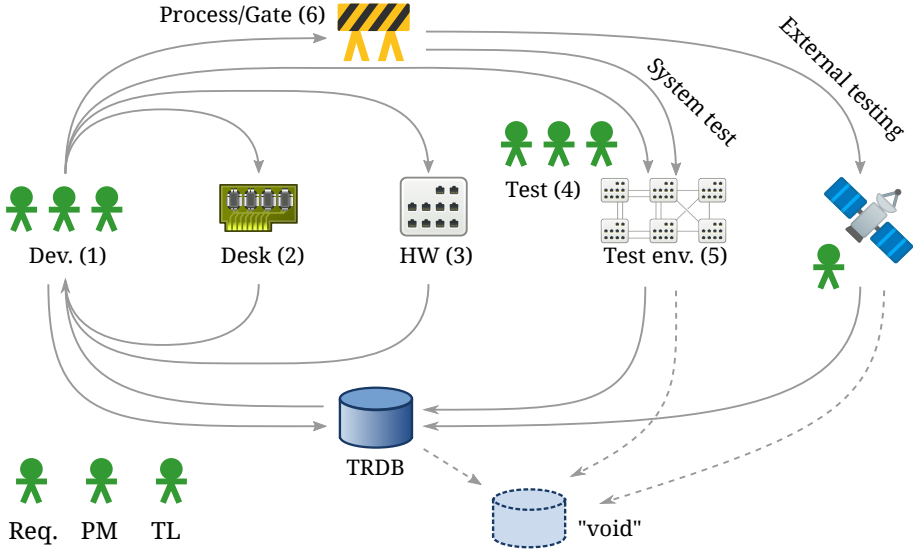 Process/Gate (6)
External testing
System test
Test (4)
Dev. (1)
Desk (2)
HW (3)
Test env. (5)
TRDB
"void"
Req.
PM
TL